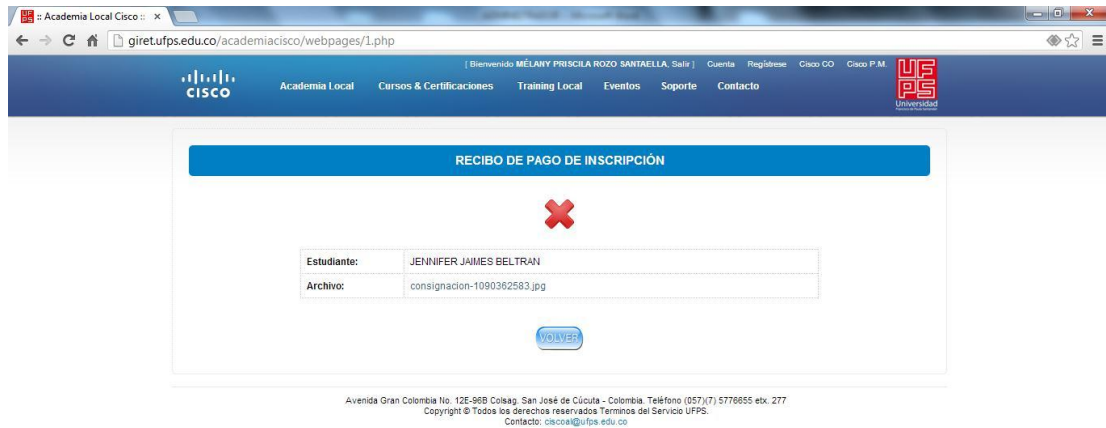 :: Academia Local Cisco ::
giret.ufps.edu.co/academiacisco/webpages/1.php
[ Bienvenido MÉLANY PRISCILA ROZO SANTAELLA, Salir ] Cuenta Regístrese Cisco CO Cisco P.M.
CISCO
Academia Local Cursos & Certificaciones Training Local Eventos Soporte Contacto
UFPS
Universidad
RECIBO DE PAGO DE INSCRIPCIÓN
Estudiante: JENNIFER JAIMES BELTRAN
Archivo: consignacion-1090362583.jpg
VOLVER
Avenida Gran Colombia No. 12E-96B Colsag. San José de Cúcuta - Colombia. Teléfono (057)(7) 5776655 etx. 277
Copyright © Todos los derechos reservados Terminos del Servicio UFPS.
Contacto: ciscoal@ufps.edu.co